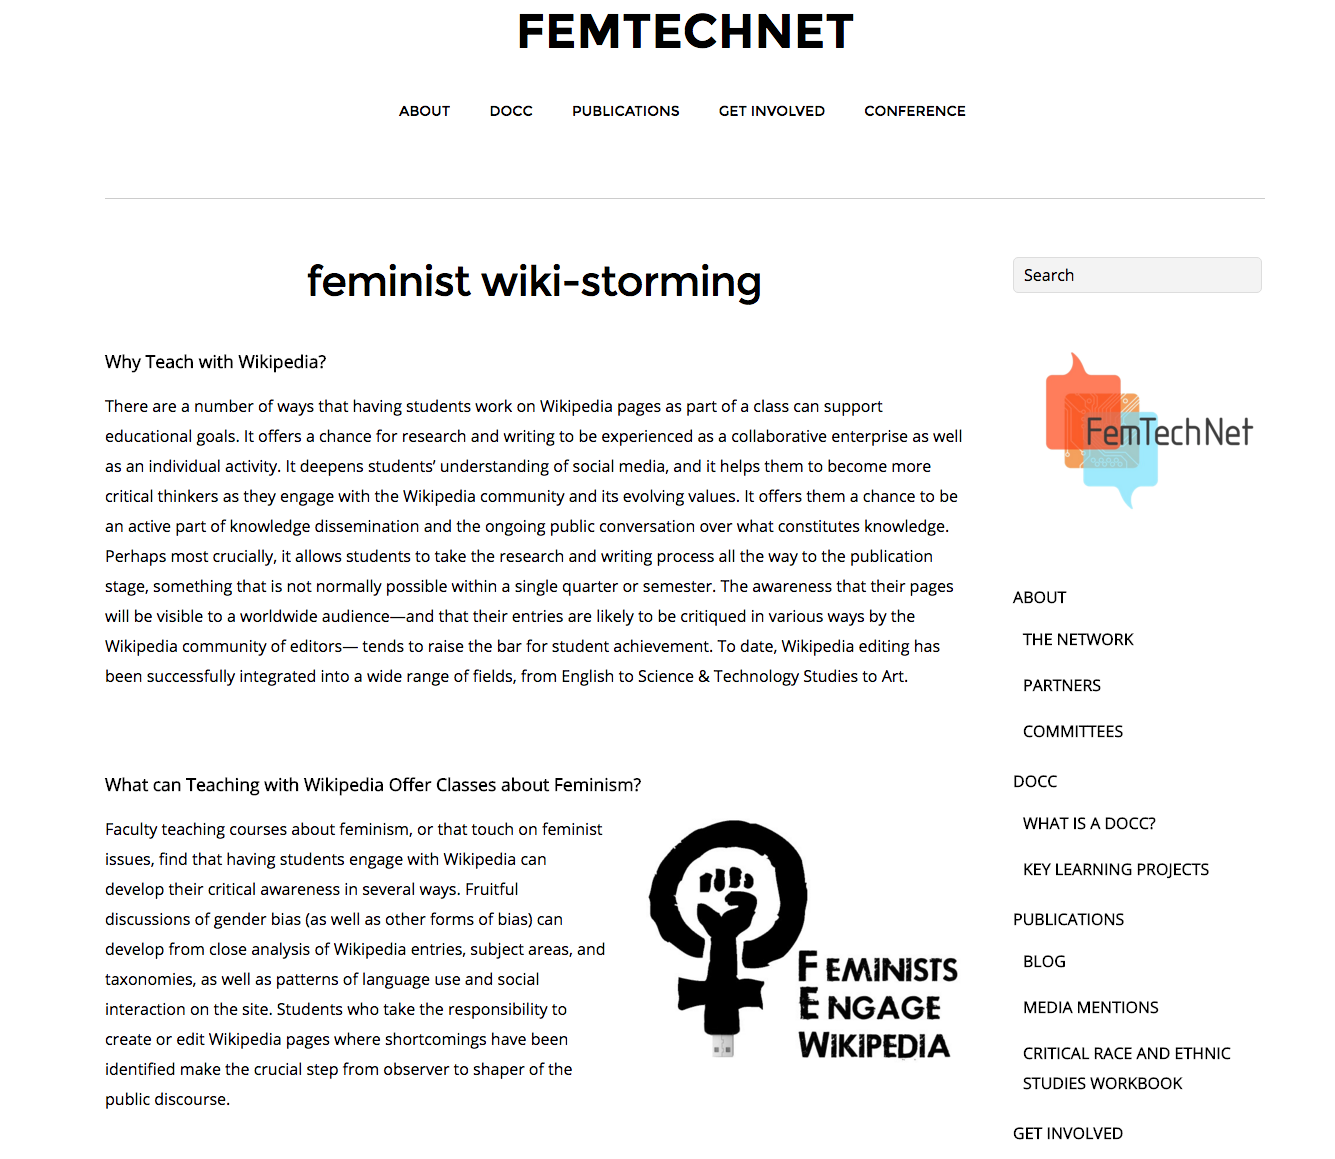 FEMTECHNET
ABOUT DOCC PUBLICATIONS GET INVOLVED CONFERENCE
feminist wiki-storming
Why Teach with Wikipedia?
There are a number of ways that having students work on Wikipedia pages as part of a class can support
educational goals. It offers a chance for research and writing to be experienced as a collaborative enterprise as well
as an individual activity. It deepens students’ understanding of social media, and it helps them to become more
critical thinkers as they engage with the Wikipedia community and its evolving values. It offers them a chance to be
an active part of knowledge dissemination and the ongoing public conversation over what constitutes knowledge.
Perhaps most crucially, it allows students to take the research and writing process all the way to the publication
stage, something that is not normally possible within a single quarter or semester. The awareness that their pages
will be visible to a worldwide audience—and that their entries are likely to be critiqued in various ways by the
Wikipedia community of editors— tends to raise the bar for student achievement. To date, Wikipedia editing has
been successfully integrated into a wide range of fields, from English to Science & Technology Studies to Art.
What can Teaching with Wikipedia Offer Classes about Feminism?
Faculty teaching courses about feminism, or that touch on feminist
issues, find that having students engage with Wikipedia can
develop their critical awareness in several ways. Fruitful
discussions of gender bias (as well as other forms of bias) can
develop from close analysis of Wikipedia entries, subject areas, and
taxonomies, as well as patterns of language use and social
interaction on the site. Students who take the responsibility to
create or edit Wikipedia pages where shortcomings have been
identified make the crucial step from observer to shaper of the
public discourse.
FEMINISTS
ENGAGE
WIKIPEDIA
Search
FemTechNet
ABOUT
THE NETWORK
PARTNERS
COMMITTEES
DOCC
WHAT IS A DOCC?
KEY LEARNING PROJECTS
PUBLICATIONS
BLOG
MEDIA MENTIONS
CRITICAL RACE AND ETHNIC
STUDIES WORKBOOK
GET INVOLVED